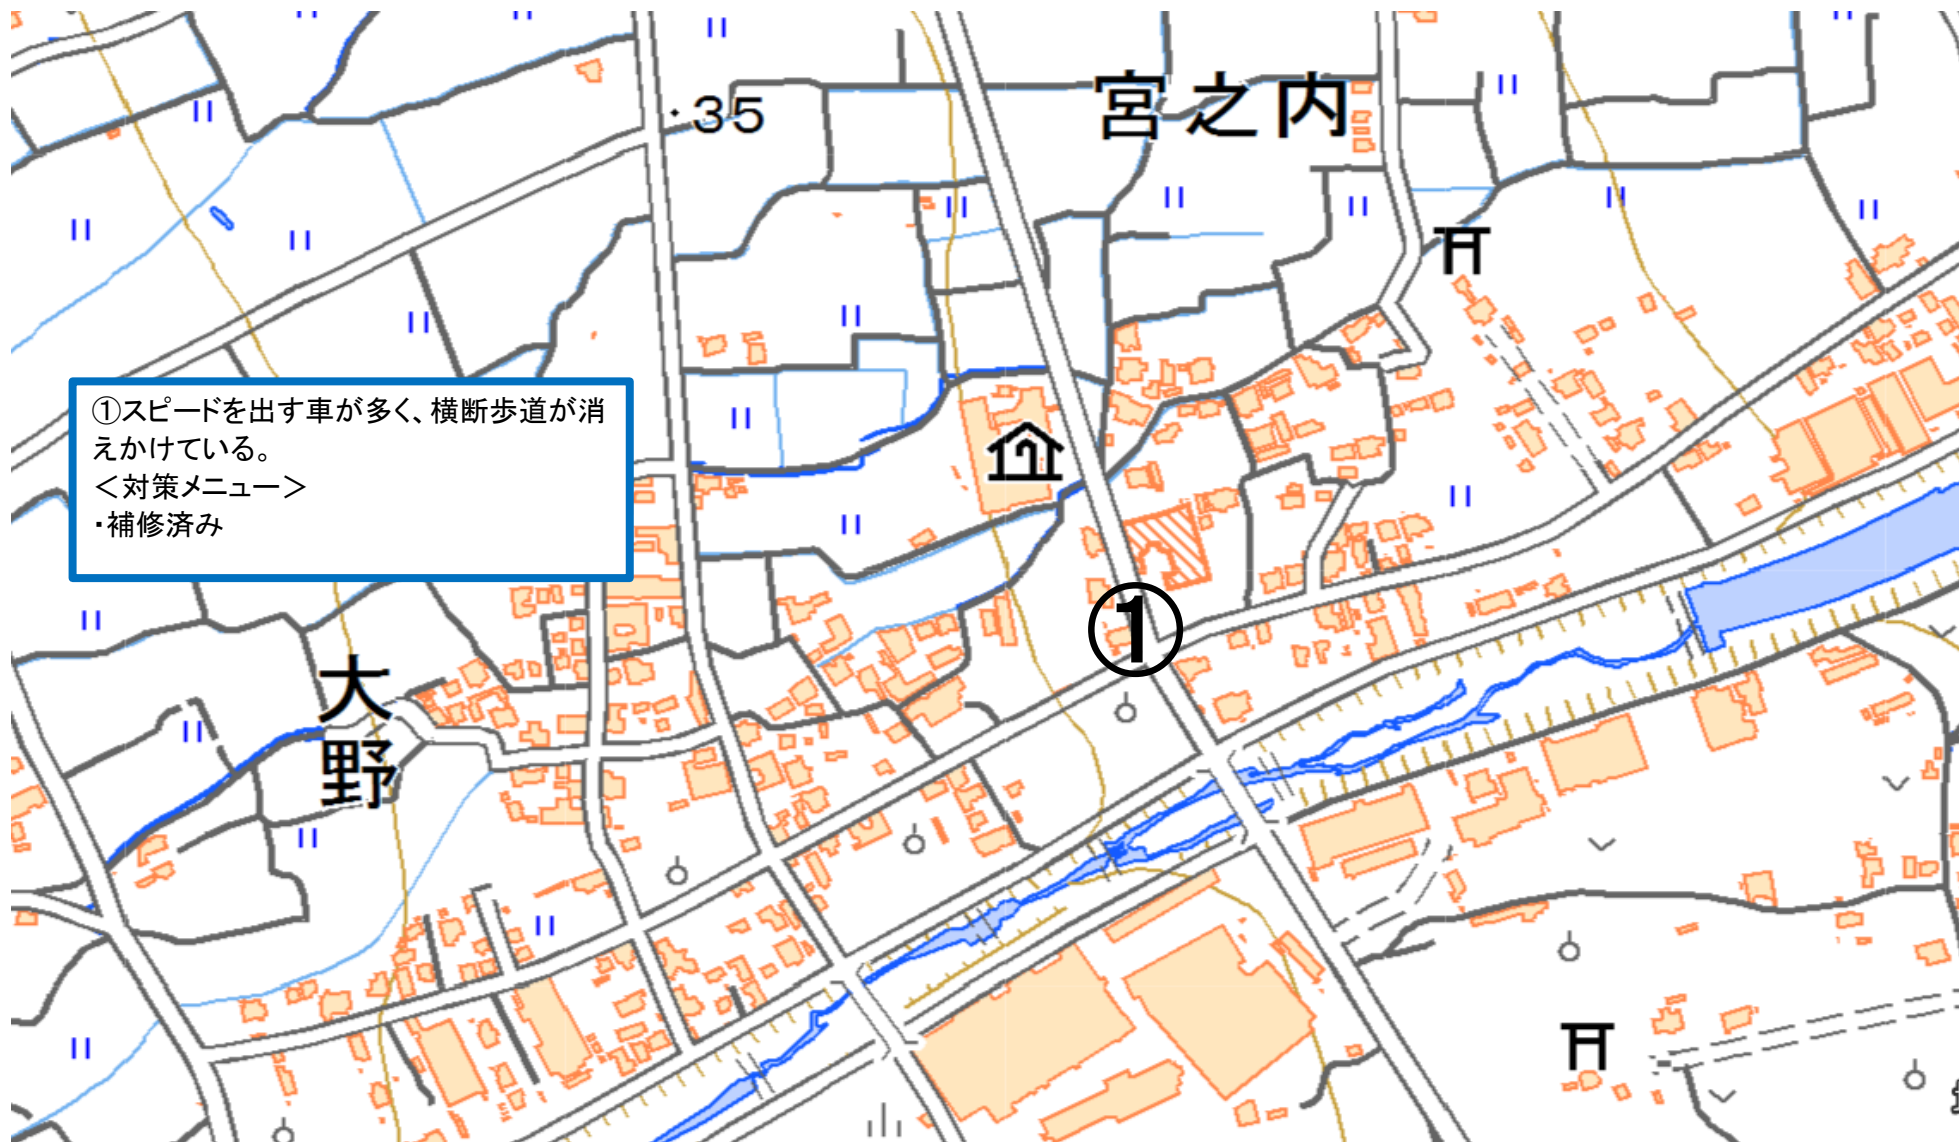 ・35
宮之内
①スピードを出す車が多く、横断歩道が消
えかけている。
＜対策メニュー＞
・補修済み
①
大野